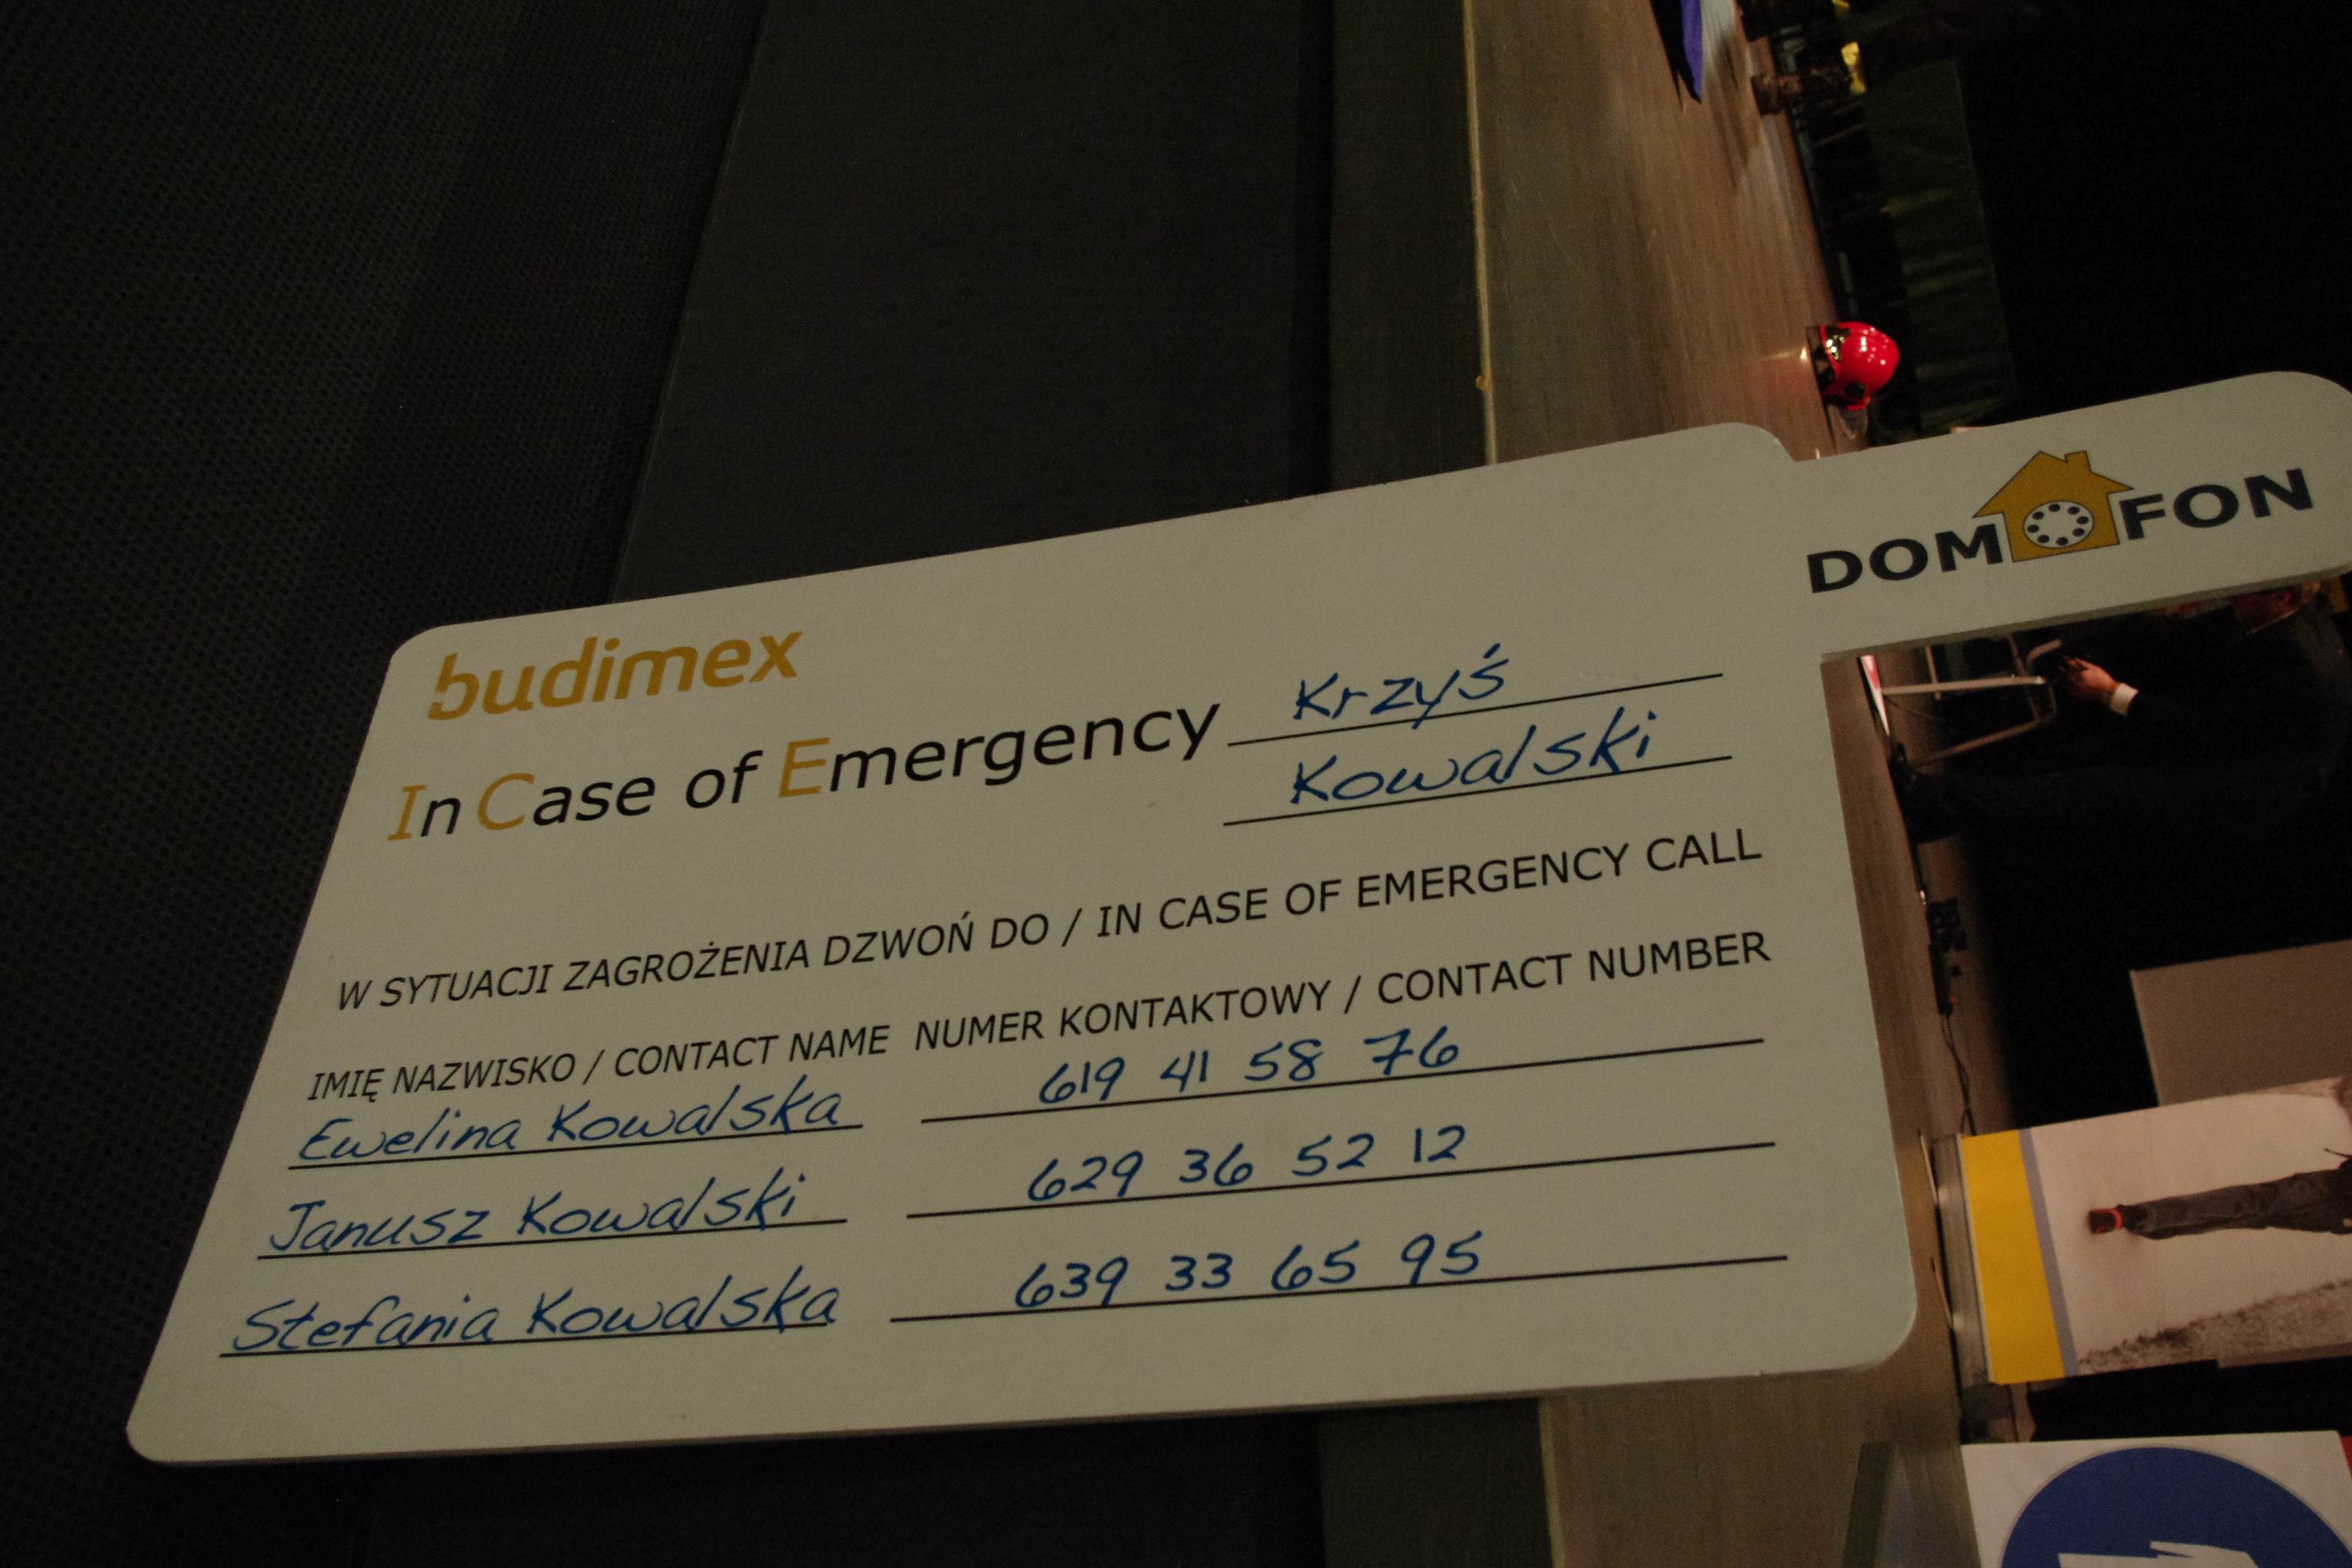 DOMOFON
budimex
In Case of Emergency Krzyś
Kowalski
W SYTUACJI ZAGROŻENIA DZWOŃ DO / IN CASE OF EMERGENCY CALL
IMIĘ NAZWISKO / CONTACT NAME NUMER KONTAKTOWY / CONTACT NUMBER
Ewelina Kowalska 619 41 58 76
Janusz Kowalski 629 36 52 12
Stefania Kowalska 639 33 65 95